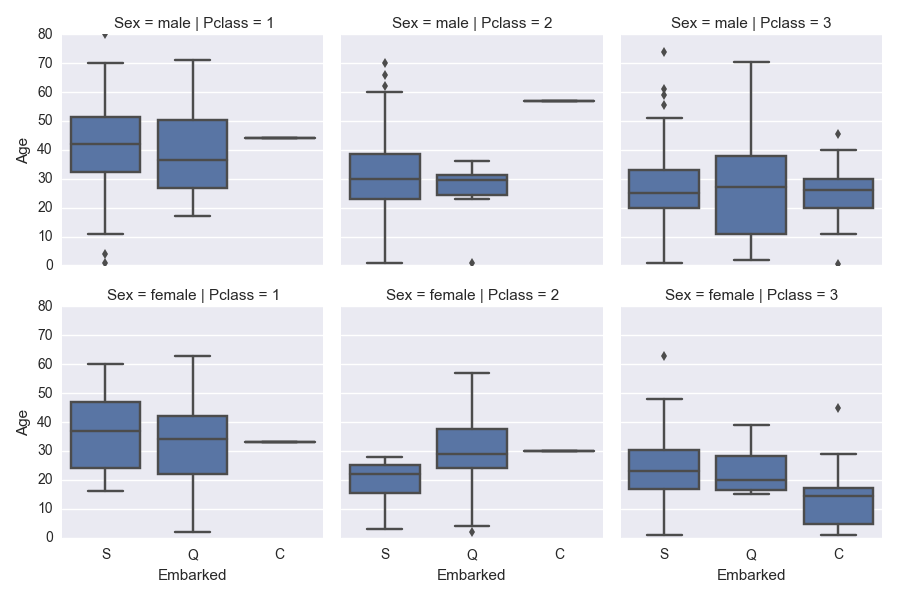 Sex = male | Pclass = 1
Sex = male | Pclass = 2
Sex = male | Pclass = 3
80
70
60
50
40
30
20
10
0
Age
Sex = female | Pclass = 1
Sex = female | Pclass = 2
Sex = female | Pclass = 3
80
70
60
50
40
30
20
10
0
Age
S Q C
S Q C
S Q C
Embarked
Embarked
Embarked